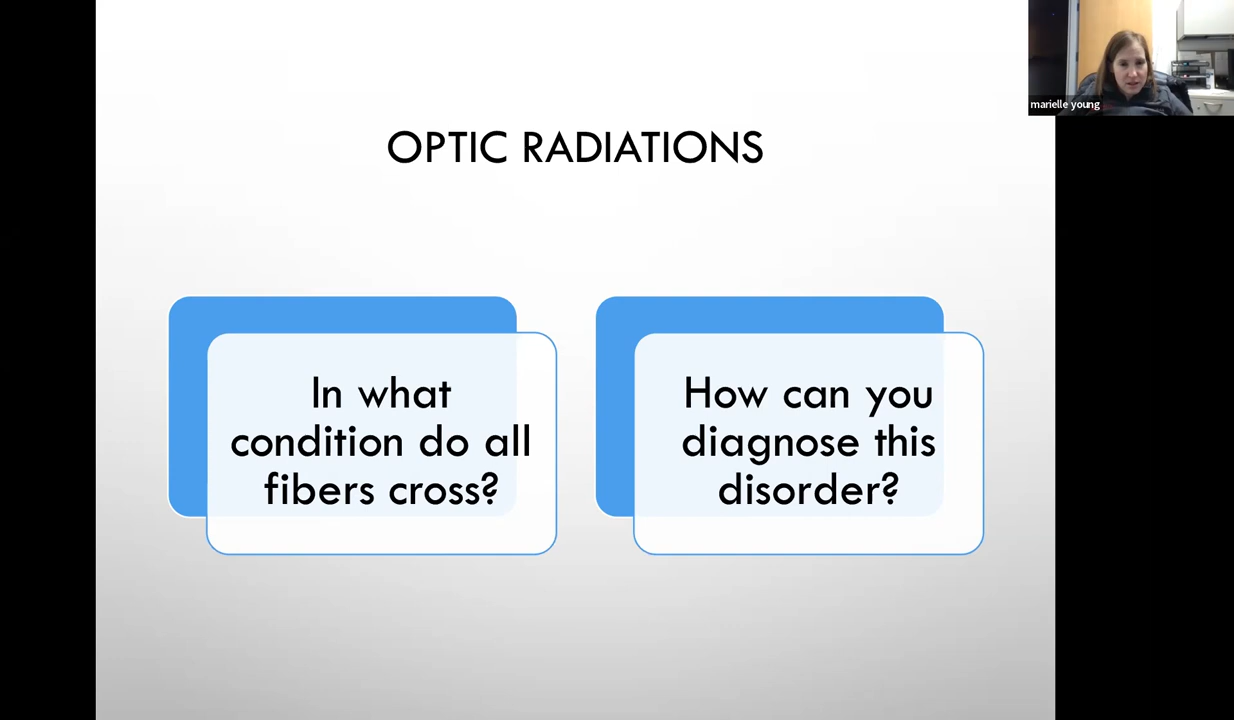 marielle young
OPTIC RADIATIONS
In what
condition do all
fibers cross?
How can you
diagnose this
disorder?